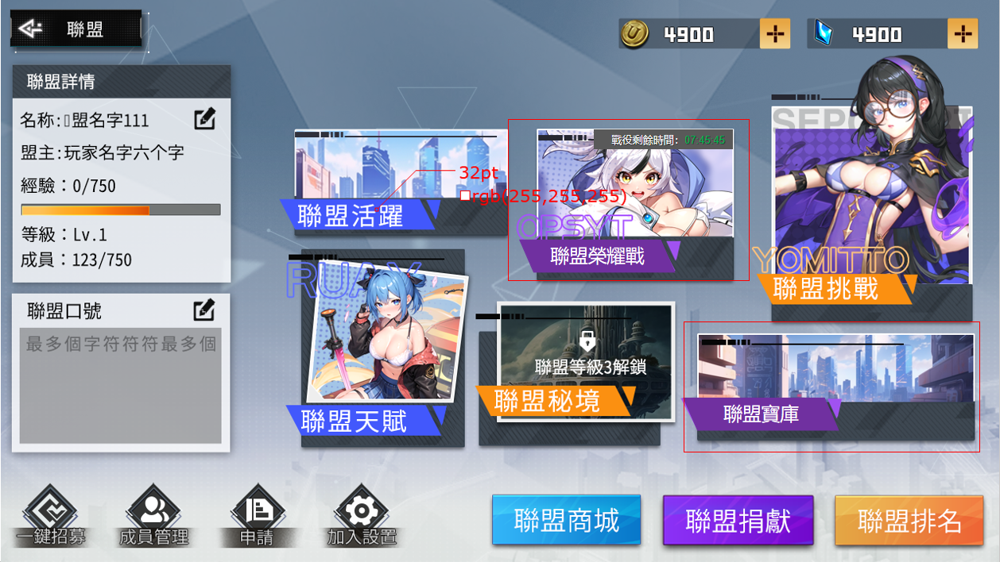 聯盟
4900
4900
聯盟詳情
名称:▯盟名字111
盟主:玩家名字六个字
經驗：0/750
等級：Lv.1
成員：123/750
聯盟口號
最多個字符符符最多個
32pt
□rgb(255,255,255)
聯盟活躍
戰役剩餘時間： 07:45:45
OPSYT
聯盟榮耀戰
YOMITTO
聯盟挑戰
聯盟天賦
聯盟等級3解鎖
聯盟秘境
聯盟寶庫
一鍵招募
成員管理
申請
加入設置
聯盟商城
聯盟捐獻
聯盟排名